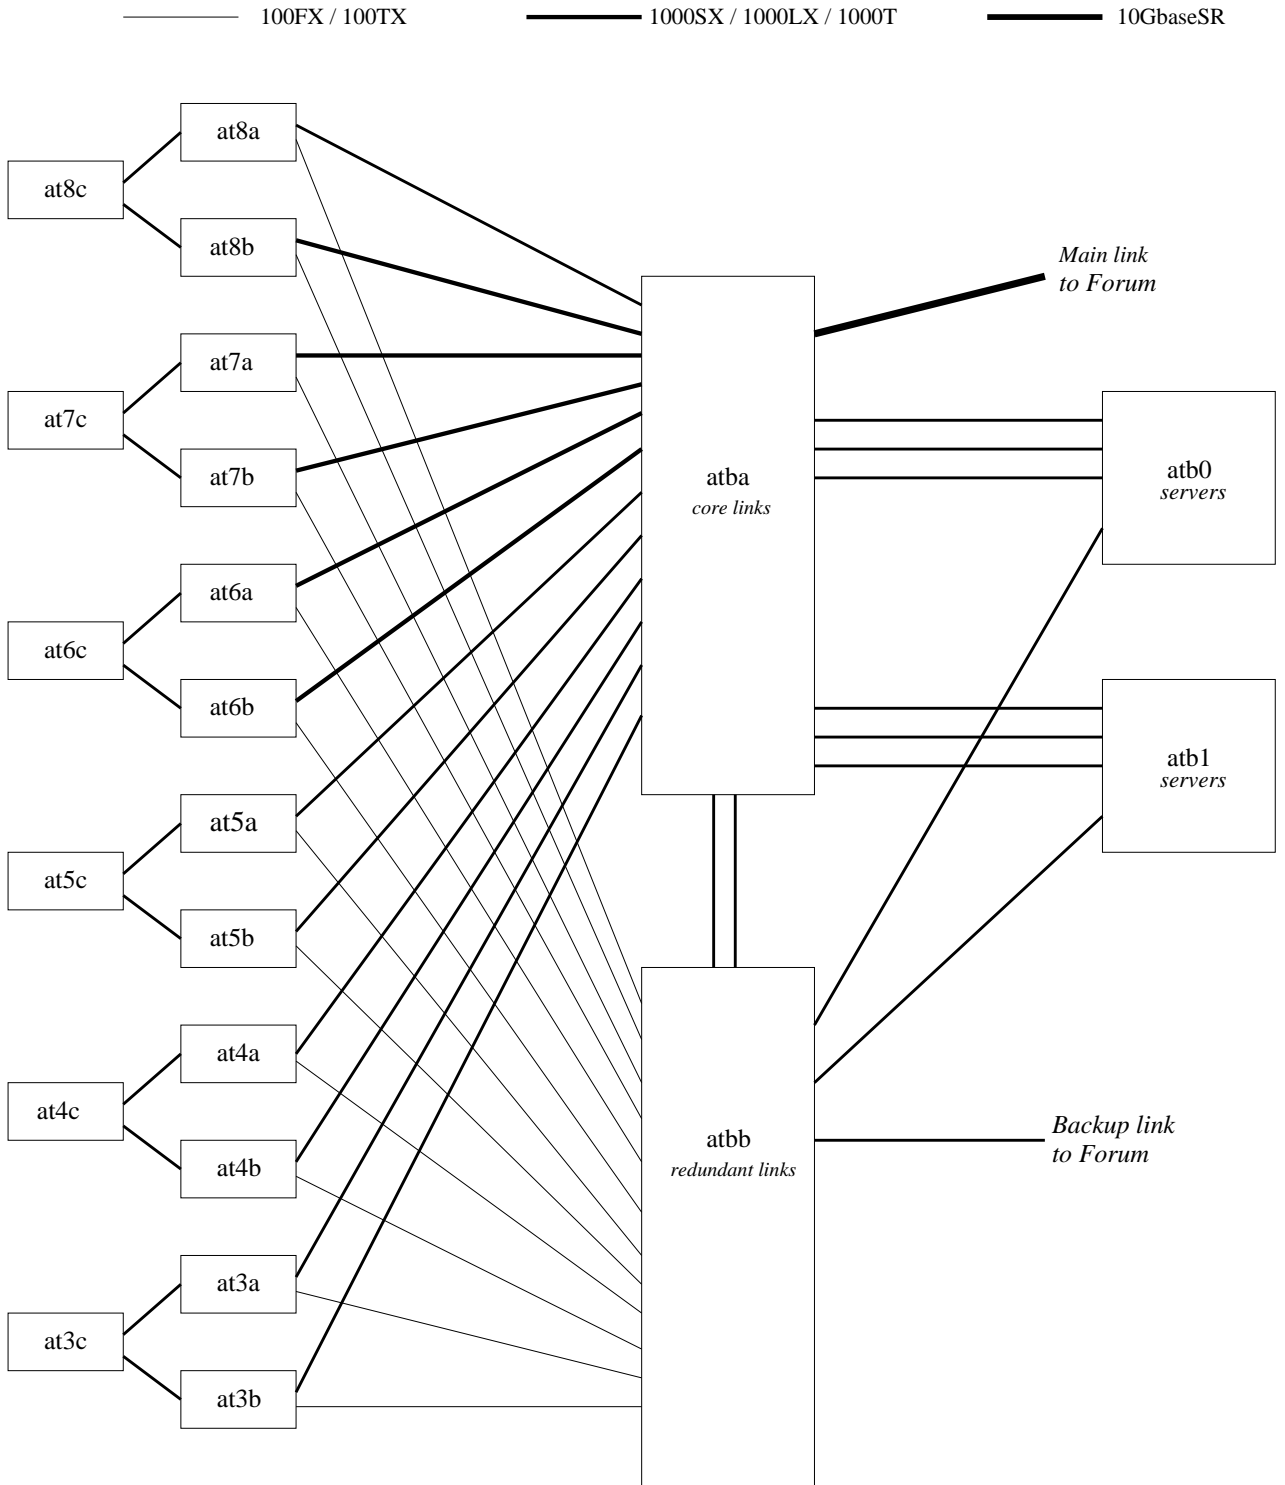 100FX / 100TX
1000SX / 1000LX / 1000T
10GbaseSR
at8a
at8c
at8b
Main link
to Forum
at7a
at7c
at7b
atba
core links
atb0
servers
at6a
at6c
at6b
atb1
servers
at5a
at5c
at5b
at4a
at4c
at4b
atbb
redundant links
Backup link
to Forum
at3a
at3c
at3b